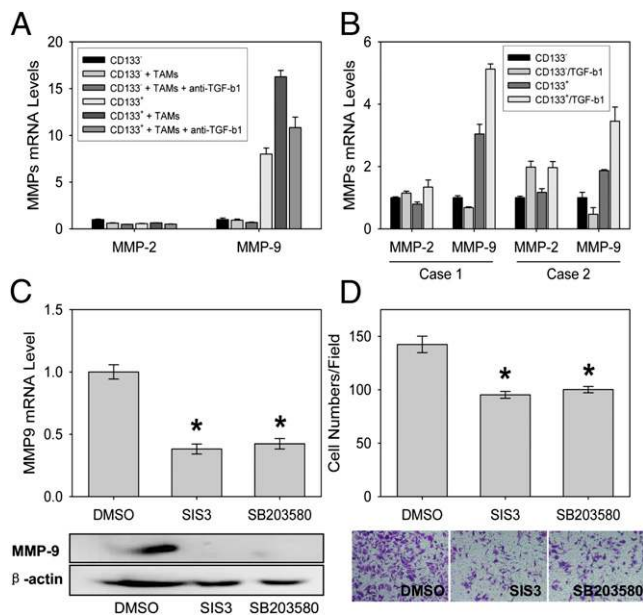 A
MMPs mRNA Levels
20
15
10
5
0
CD133⁻
CD133⁻ + TAMs
CD133⁻ + TAMs + anti-TGF-b1
CD133⁺
CD133⁺ + TAMs
CD133⁺ + TAMs + anti-TGF-b1
MMP-2 MMP-9
B
MMPs mRNA Levels
6
4
2
0
CD133⁻
CD133⁻/TGF-b1
CD133⁺
CD133⁺/TGF-b1
MMP-2 MMP-9 MMP-2 MMP-9
Case 1 Case 2
C
MMP9 mRNA Level
1.5
1.0
0.5
0.0
* *
DMSO SIS3 SB203580
MMP-9
β-actin
DMSO SIS3 SB203580
D
Cell Numbers/Field
150
100
50
0
* *
DMSO SIS3 SB203580
DMSO SIS3 SB203580